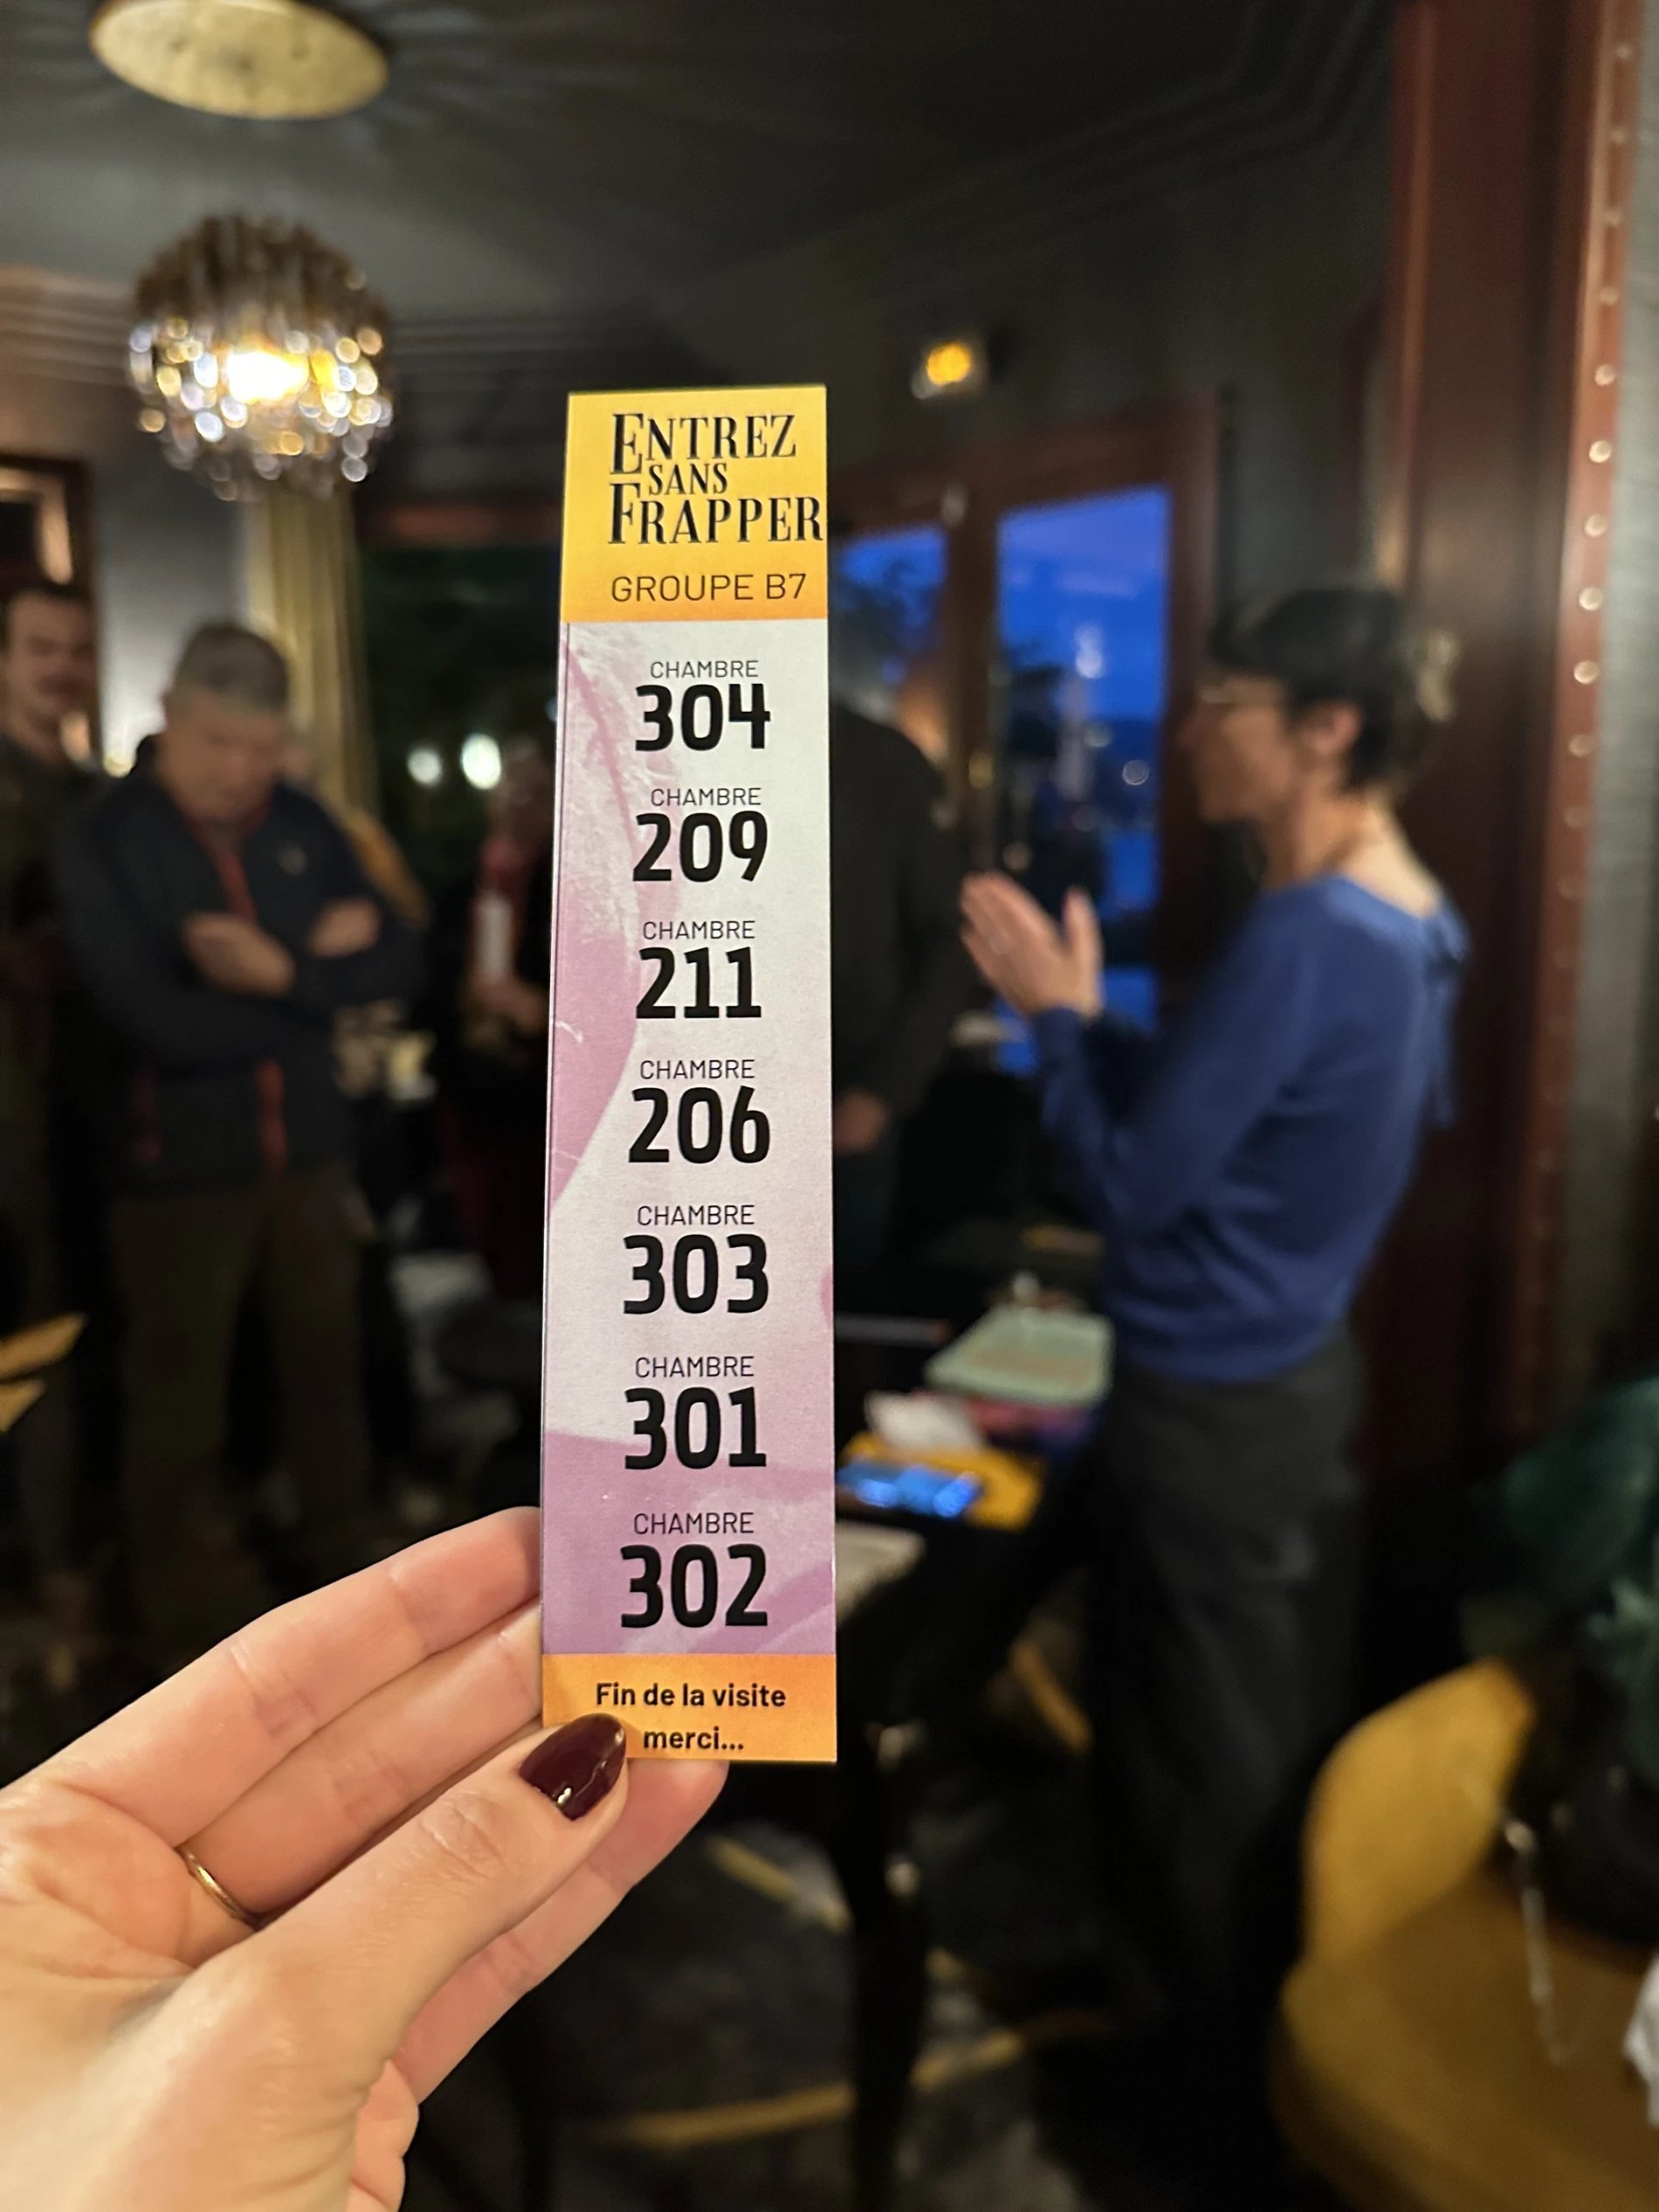 ENTREZ
SANS
FRAPPER
GROUPE B7
CHAMBRE
304
CHAMBRE
209
CHAMBRE
211
CHAMBRE
206
CHAMBRE
303
CHAMBRE
301
CHAMBRE
302
Fin de la visite
merci...